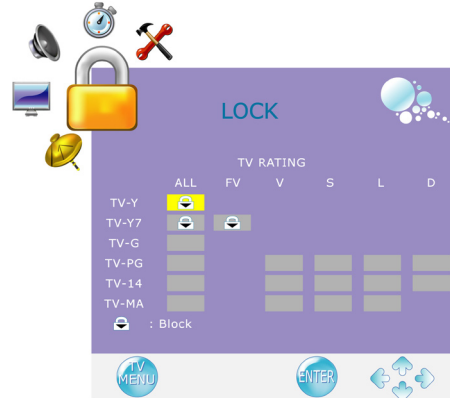 LOCK
TV RATING
ALL FV V S L D
TV-Y
TV-Y7
TV-G
TV-PG
TV-14
TV-MA
: Block
TV
MENU
ENTER